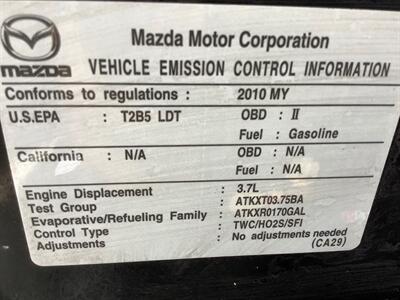 Mazda Motor Corporation
mazda VEHICLE EMISSION CONTROL INFORMATION
Conforms to regulations : 2010 MY
U.S.EPA : T2B5 LDT OBD : II
Fuel : Gasoline
California : N/A OBD : N/A
Fuel : N/A
Engine Displacement : 3.7L
Test Group : ATKXT03.75BA
Evaporative/Refueling Family : ATKXR0170GAL
Control Type : TWC/HO2S/SFI
No adjustments needed
(CA29)